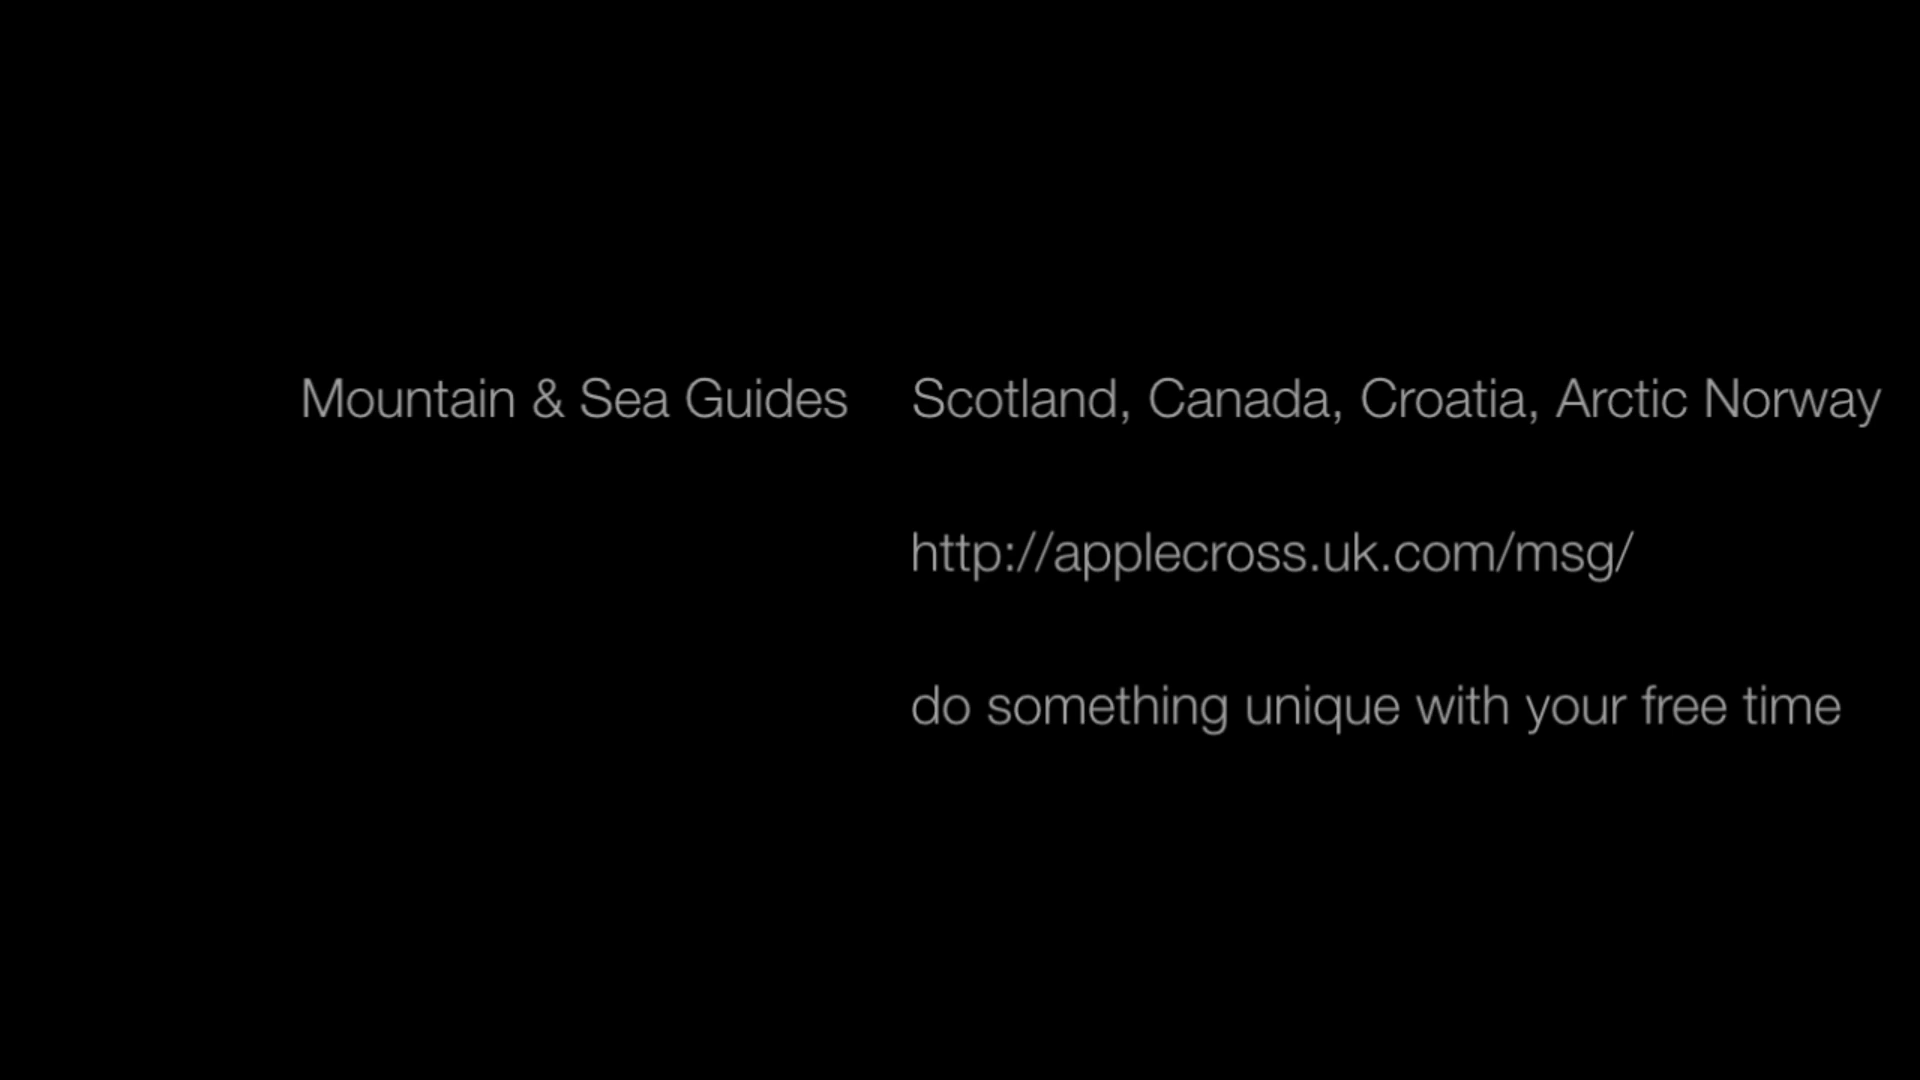 Mountain & Sea Guides Scotland, Canada, Croatia, Arctic Norway
http://applecross.uk.com/msg/
do something unique with your free time